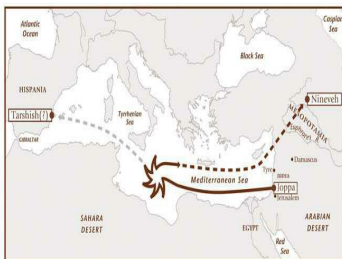 Atlantic
Ocean
Caspian
Sea
Black Sea
HISPANIA
Tarshish(?)
Tyrrhenian
Sea
Nineveh
MESOPOTAMIA
GIBRALTAR
Tyre
Damascus
Mediterranean Sea
Joppa
Jerusalem
SAHARA
DESERT
EGYPT
ARABIAN
DESERT
Red
Sea